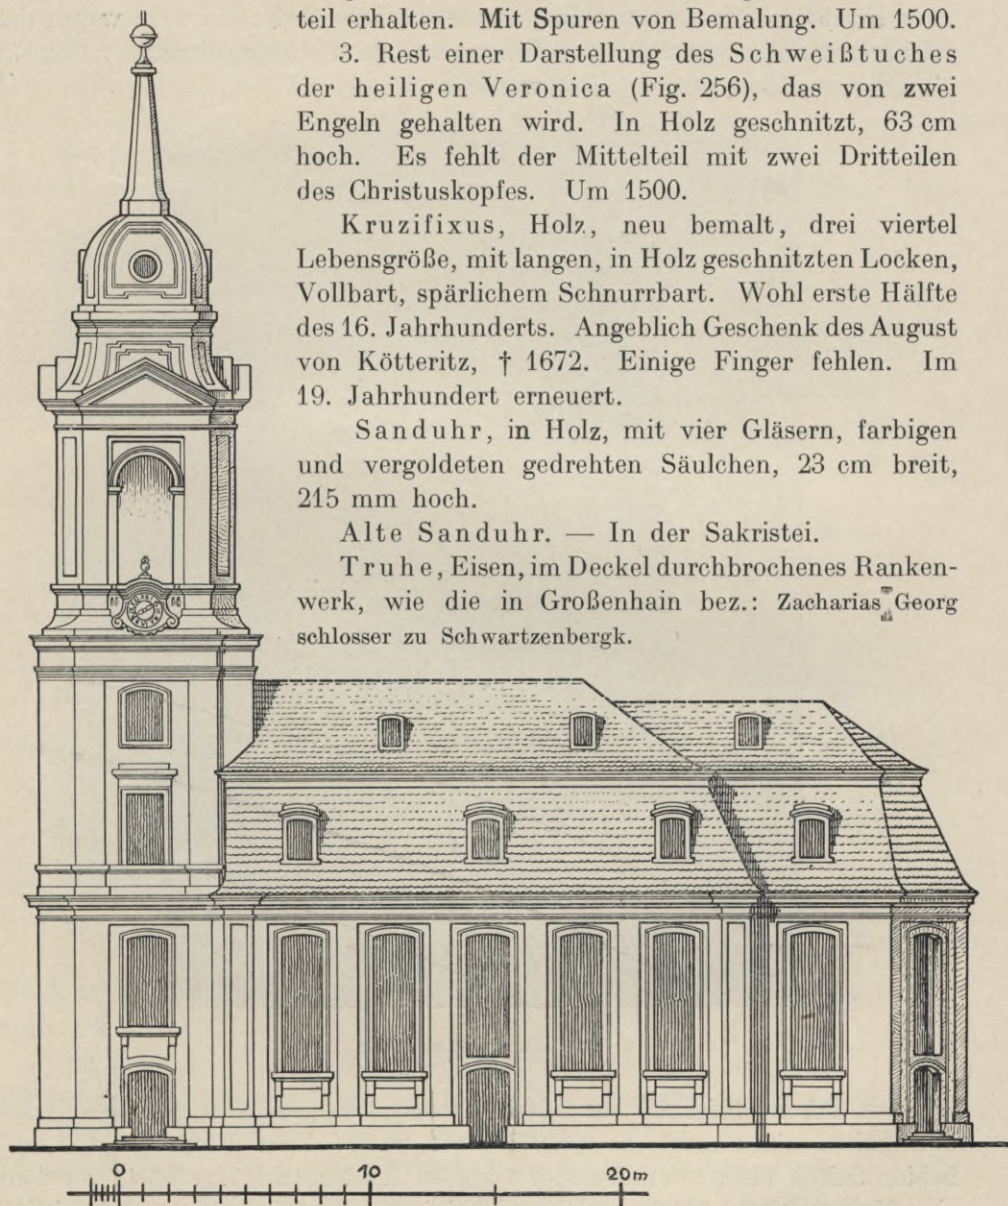 teil erhalten. Mit Spuren von Bemalung. Um 1500.
3. Rest einer Darstellung des Schweißtuches
der heiligen Veronica (Fig. 256), das von zwei
Engeln gehalten wird. In Holz geschnitzt, 63 cm
hoch. Es fehlt der Mittelteil mit zwei Dritteilen
des Christuskopfes. Um 1500.
Kruzifixus, Holz, neu bemalt, drei viertel
Lebensgröße, mit langen, in Holz geschnitzten Locken,
Vollbart, spärlichem Schnurrbart. Wohl erste Hälfte
des 16. Jahrhunderts. Angeblich Geschenk des August
von Kötteritz, † 1672. Einige Finger fehlen. Im
19. Jahrhundert erneuert.
Sanduhr, in Holz, mit vier Gläsern, farbigen
und vergoldeten gedrehten Säulchen, 23 cm breit,
215 mm hoch.
Alte Sanduhr. — In der Sakristei.
Truhe, Eisen, im Deckel durchbrochenes Ranken-
werk, wie die in Großenhain bez.: Zacharias Georg
schlosser zu Schwartzenbergk.
0 10 20m